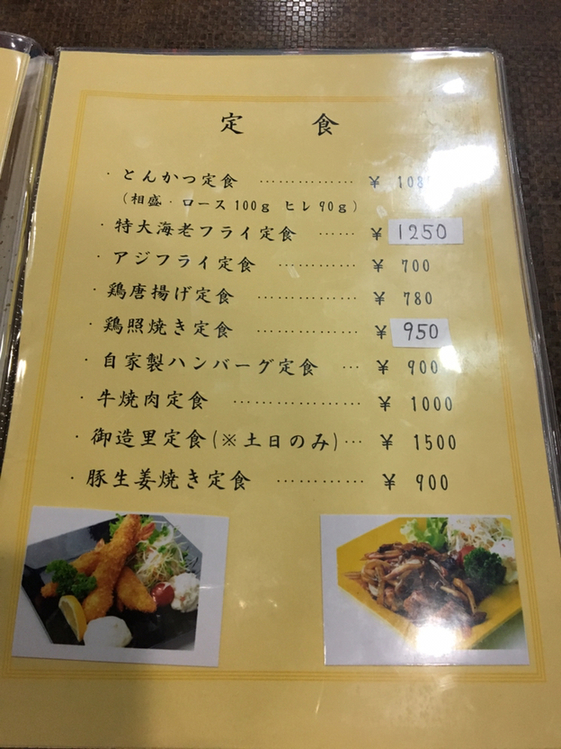 定 食
・とんかつ定食 …………… ¥ 108
（相盛・ロース100g ヒレ90g）
・特大海老フライ定食 …… ¥ 1250
・アジフライ定食 ………… ¥ 700
・鶏唐揚げ定食 ………… ¥ 780
・鶏照焼き定食 ………… ¥ 950
・自家製ハンバーグ定食 … ¥ 900
・牛焼肉定食 ………………… ¥ 1000
・御造里定食(※土日のみ)… ¥ 1500
・豚生姜焼き定食 ………… ¥ 900